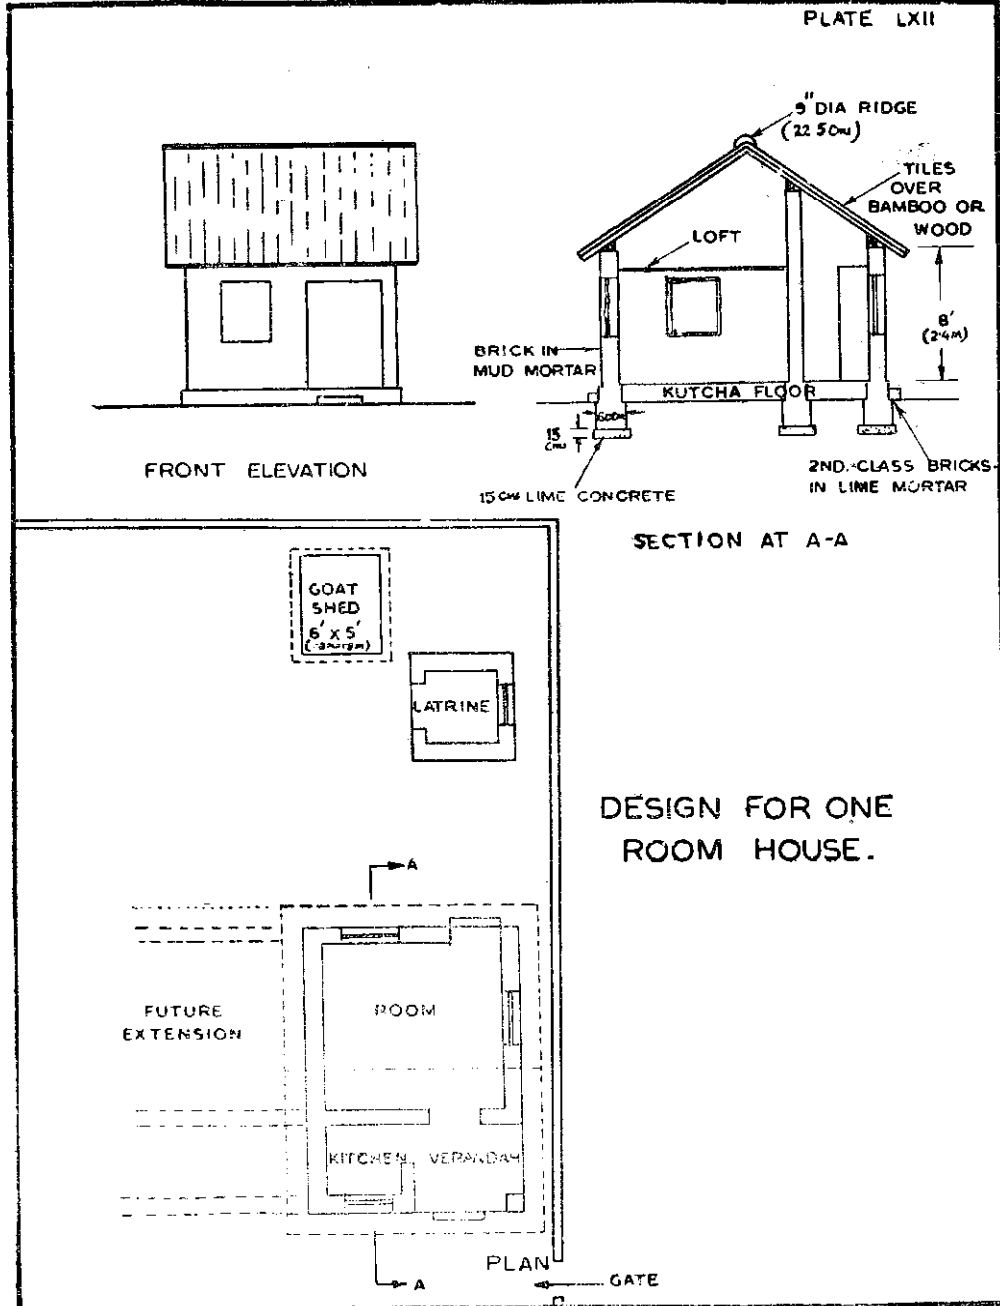 PLATE LXII
9" DIA RIDGE
(22.5cm)
TILES
OVER
BAMBOO OR
WOOD
LOFT
8'
(2.4M)
BRICK IN
MUD MORTAR
KUTCHA FLOOR
60cm
15
cm
FRONT ELEVATION
2ND.-CLASS BRICKS-
IN LIME MORTAR
15cm LIME CONCRETE
SECTION AT A-A
GOAT
SHED
6' X 5'
LATRINE
DESIGN FOR ONE
ROOM HOUSE.
A
FUTURE
EXTENSION
ROOM
KITCHEN
VERANDAH
PLAN
A
GATE